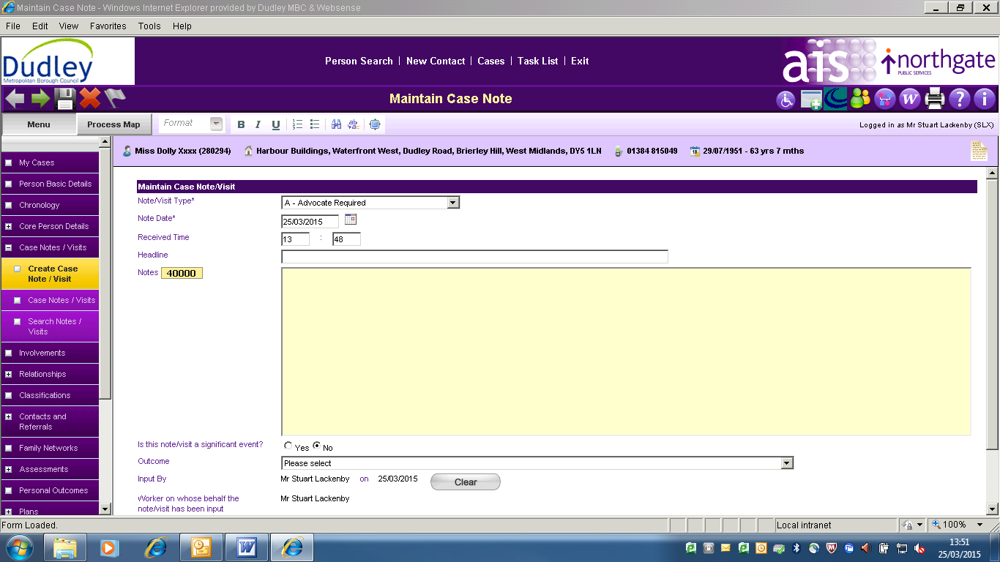 Maintain Case Note - Windows Internet Explorer provided by Dudley MBC & Websense
File Edit View Favorites Tools Help
Dudley
Metropolitan Borough Council
Person Search | New Contact | Cases | Task List | Exit
ais
northgate
PUBLIC SERVICES
Maintain Case Note
W ? i
Menu Process Map Format B I U
Logged in as Mr Stuart Lackenby (SLX)
Miss Dolly Xxxx (280294) Harbour Buildings, Waterfront West, Dudley Road, Brierley Hill, West Midlands, DY5 1LN 01384 815049 29/07/1951 - 63 yrs 7 mths
My Cases
Person Basic Details
Chronology
Core Person Details
Case Notes / Visits
Create Case
Note / Visit
Case Notes / Visits
Search Notes /
Visits
Involvements
Relationships
Classifications
Contacts and
Referrals
Family Networks
Assessments
Personal Outcomes
Plans
Maintain Case Note/Visit
Note/Visit Type* A - Advocate Required
Note Date* 25/03/2015
Received Time 13 : 48
Headline
Notes 40000
Is this note/visit a significant event? Yes No
Outcome Please select
Input By Mr Stuart Lackenby on 25/03/2015 Clear
Worker on whose behalf the Mr Stuart Lackenby
note/visit has been input
Form Loaded. Local intranet 100%
13:51
25/03/2015